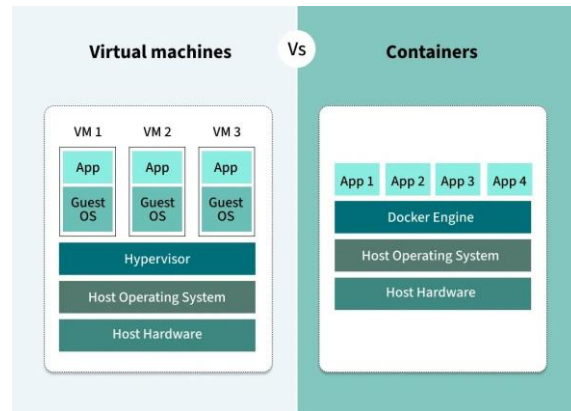 Virtual machines
Vs
Containers
VM 1
VM 2
VM 3
App
App
App
Guest
OS
Guest
OS
Guest
OS
Hypervisor
Host Operating System
Host Hardware
App 1
App 2
App 3
App 4
Docker Engine
Host Operating System
Host Hardware